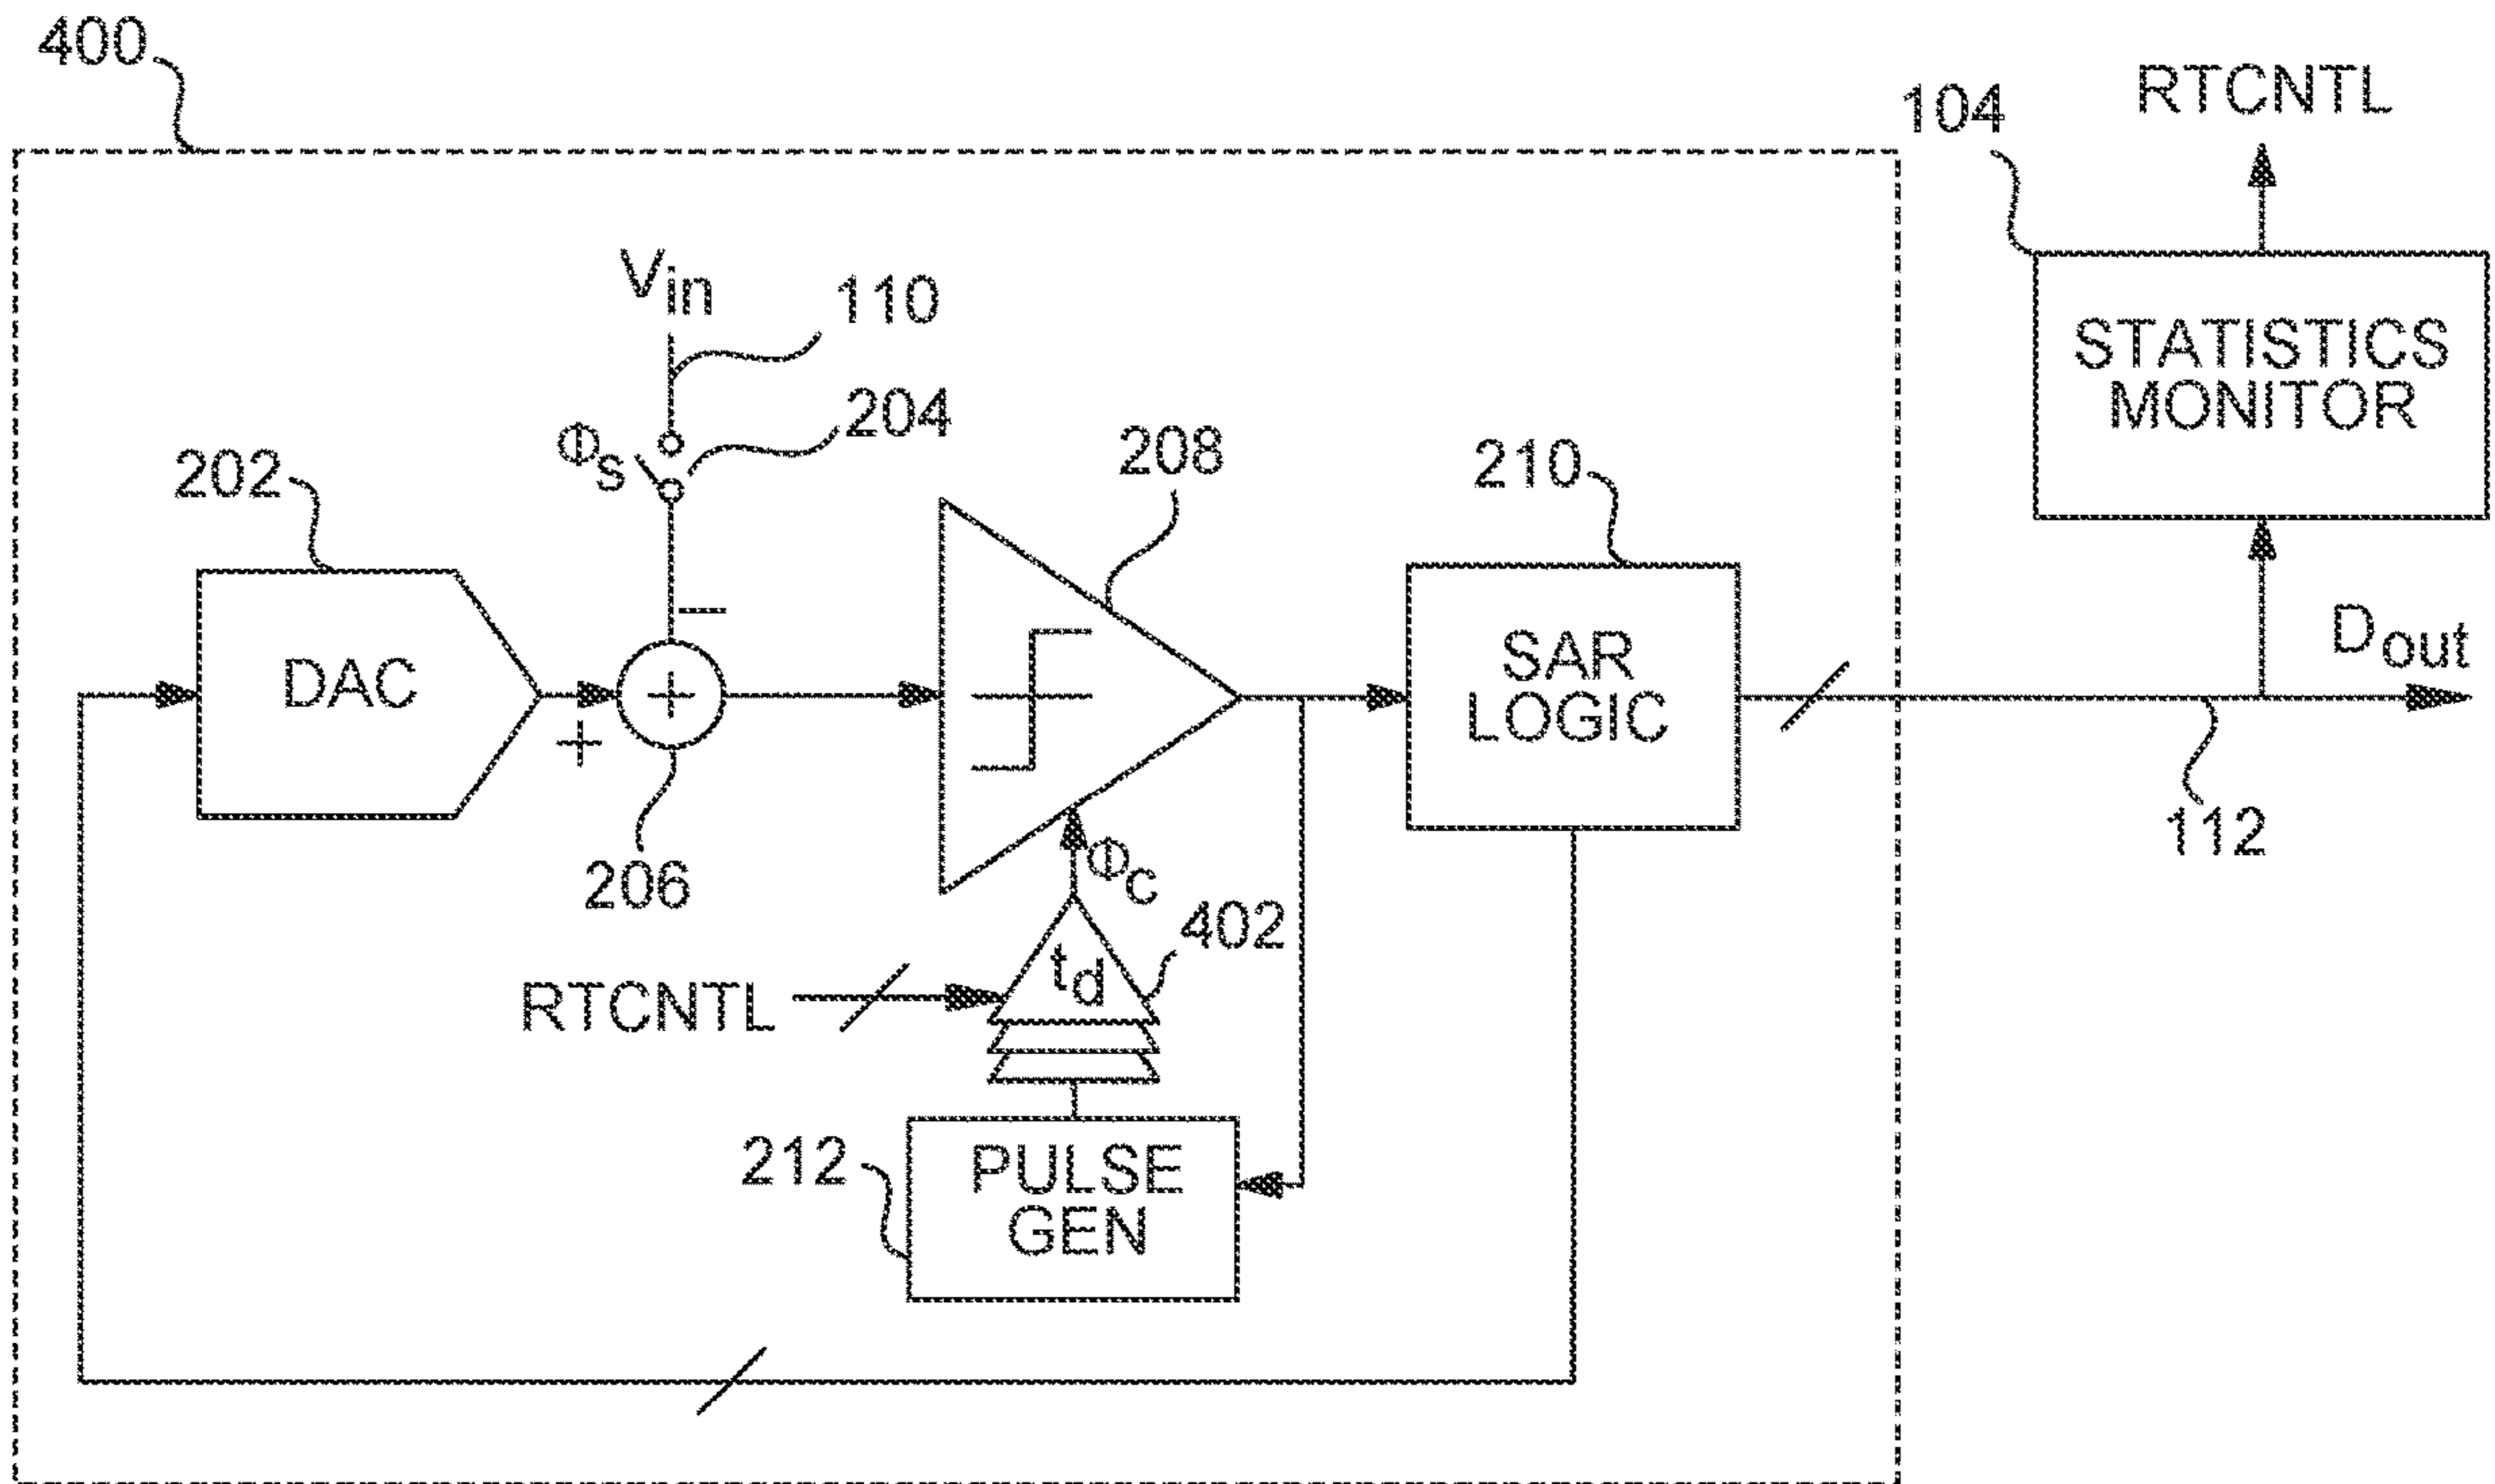 400
104
RTCNTL
Vin
110
ΦS
204
202
208
210
STATISTICS
MONITOR
DAC
−
+
+
206
SAR
LOGIC
Dout
112
ΦC
402
td
RTCNTL
212
PULSE
GEN